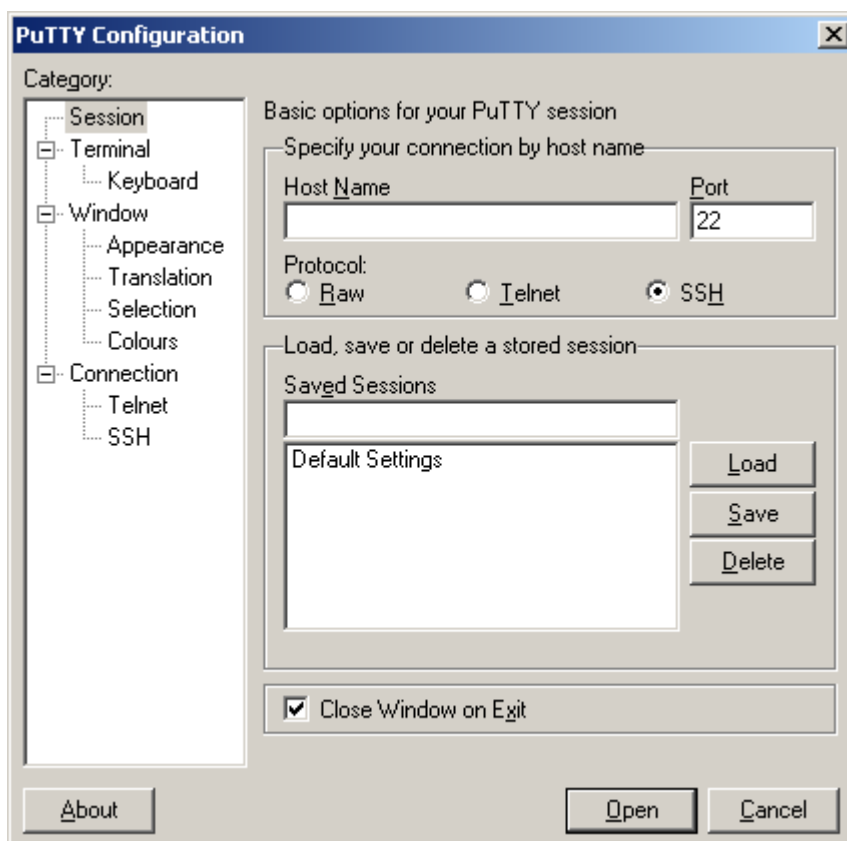 PuTTY Configuration
Category:
Session
Terminal
Keyboard
Window
Appearance
Translation
Selection
Colours
Connection
Telnet
SSH
Basic options for your PuTTY session
Specify your connection by host name
Host Name
Port
22
Protocol:
Raw
Telnet
SSH
Load, save or delete a stored session
Saved Sessions
Default Settings
Load
Save
Delete
Close Window on Exit
About
Open
Cancel